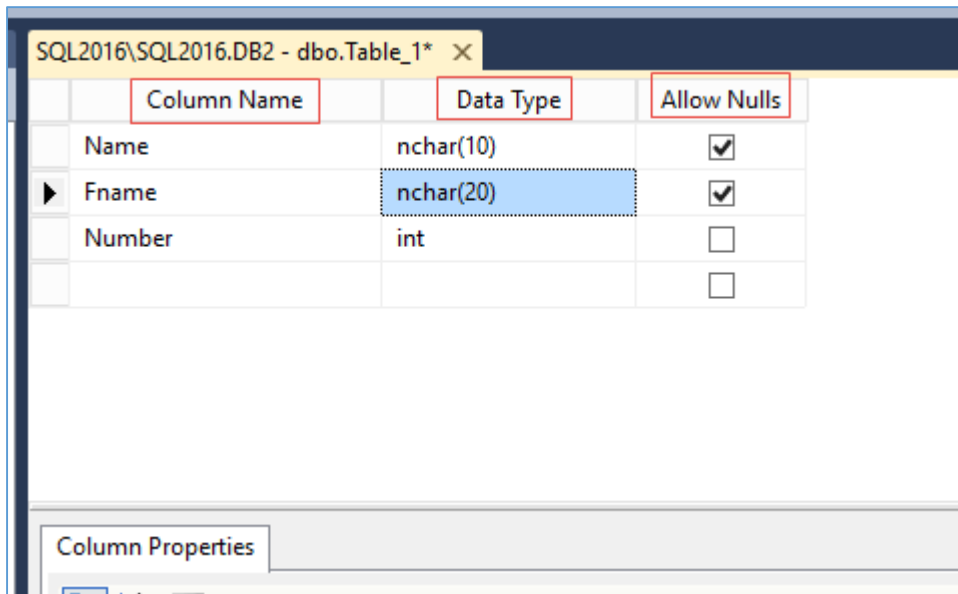 SQL2016\SQL2016.DB2 - dbo.Table_1*
Column Name Data Type Allow Nulls
Name nchar(10)
Fname nchar(20)
Number int
Column Properties